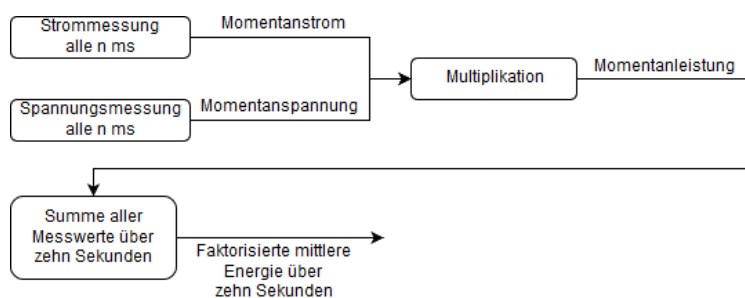 Strommessung
alle n ms
Momentanstrom
Multiplikation
Momentanleistung
Spannungsmessung
alle n ms
Momentanspannung
Summe aller
Messwerte über
zehn Sekunden
Faktorisierte mittlere
Energie über
zehn Sekunden